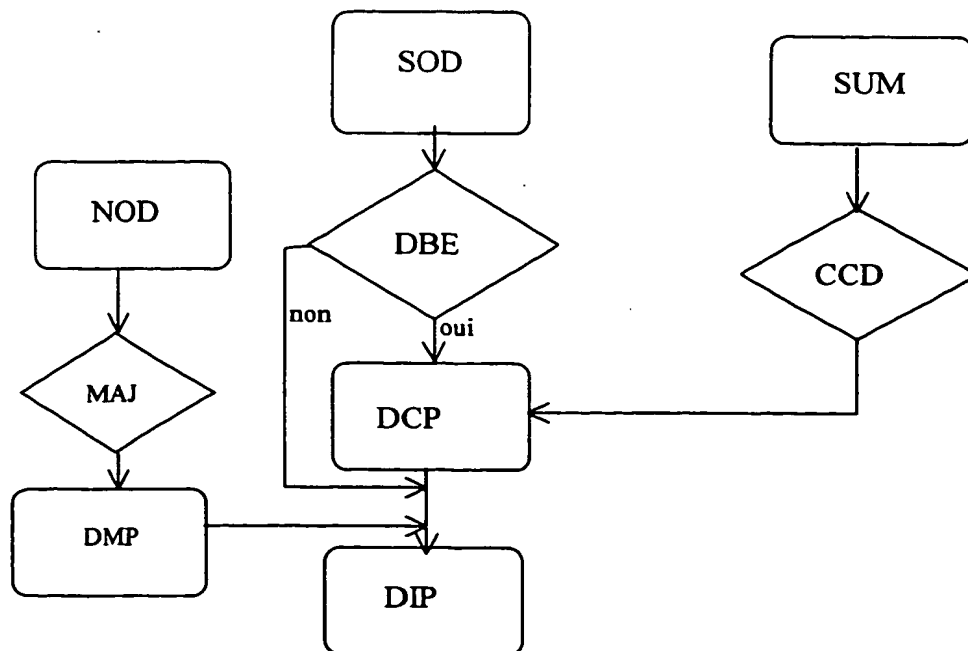 SOD
SUM
NOD
DBE
CCD
non
oui
MAJ
DCP
DMP
DIP